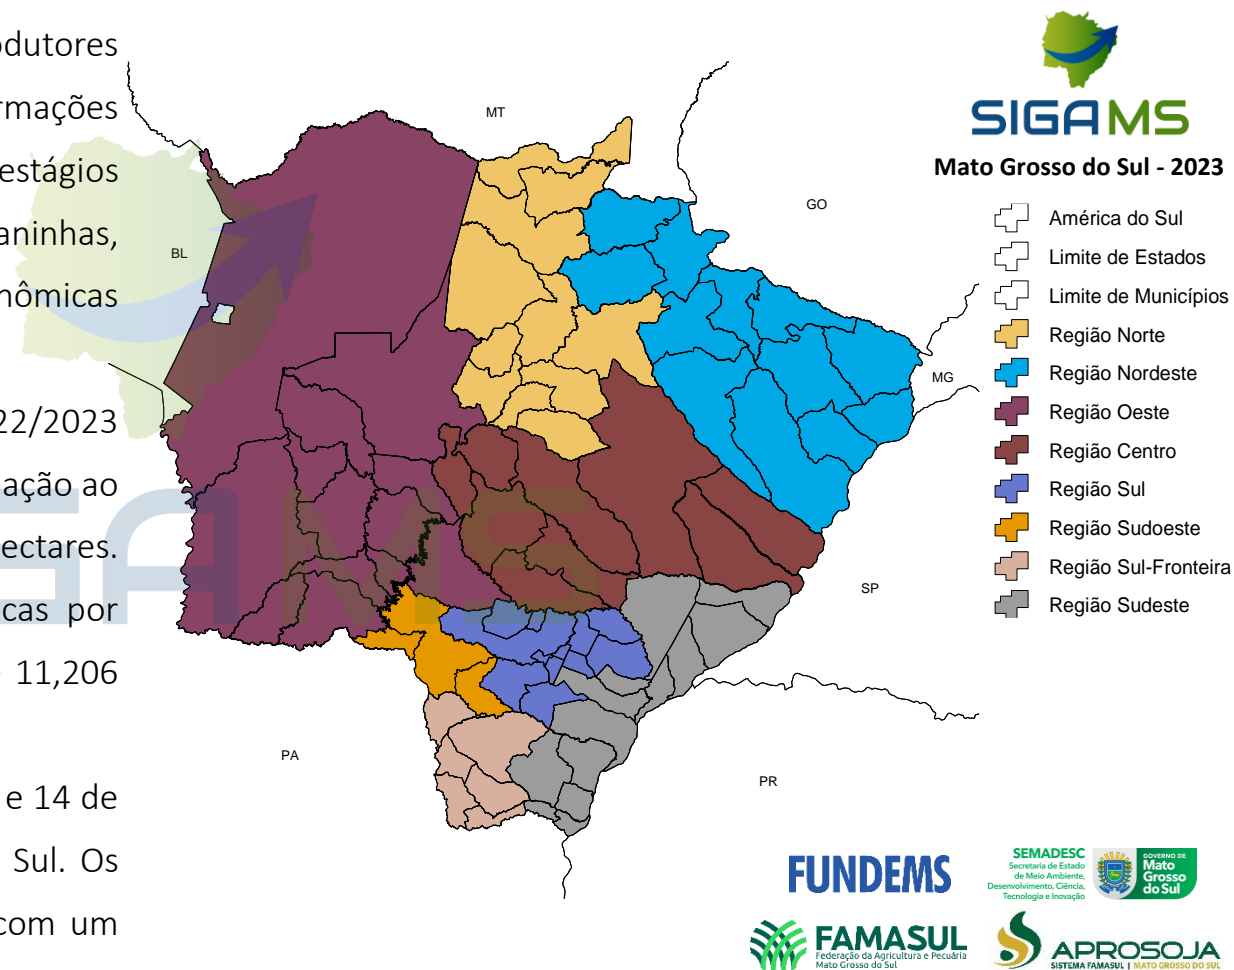 odutores
rmações
estágios
aninhas,
nômicas
22/2023
ação ao
ectares.
cas por
11,206
e 14 de
Sul. Os
com um
MT
GO
BL
MG
SP
PA
PR
SIGAMS
Mato Grosso do Sul - 2023
América do Sul
Limite de Estados
Limite de Municípios
Região Norte
Região Nordeste
Região Oeste
Região Centro
Região Sul
Região Sudoeste
Região Sul-Fronteira
Região Sudeste
FUNDEMS
SEMADESC
Secretaria de Estado
de Meio Ambiente,
Desenvolvimento, Ciência,
Tecnologia e Inovação
GOVERNO DE
Mato
Grosso
do Sul
FAMASUL
Federação da Agricultura e Pecuária
Mato Grosso do Sul
APROSOJA
SISTEMA FAMASUL | MATO GROSSO DO SUL
GA MS